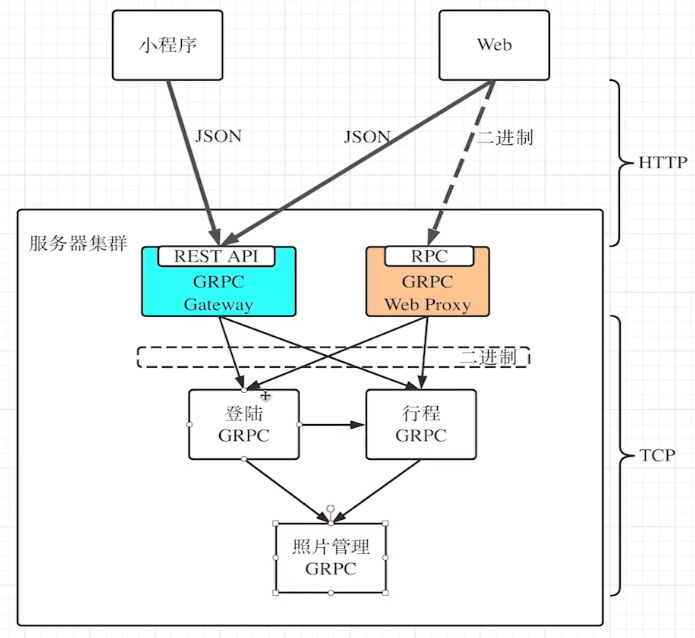 小程序
Web
JSON
JSON
二进制
HTTP
服务器集群
REST API
GRPC
Gateway
RPC
GRPC
Web Proxy
二进制
登陆
GRPC
行程
GRPC
TCP
照片管理
GRPC